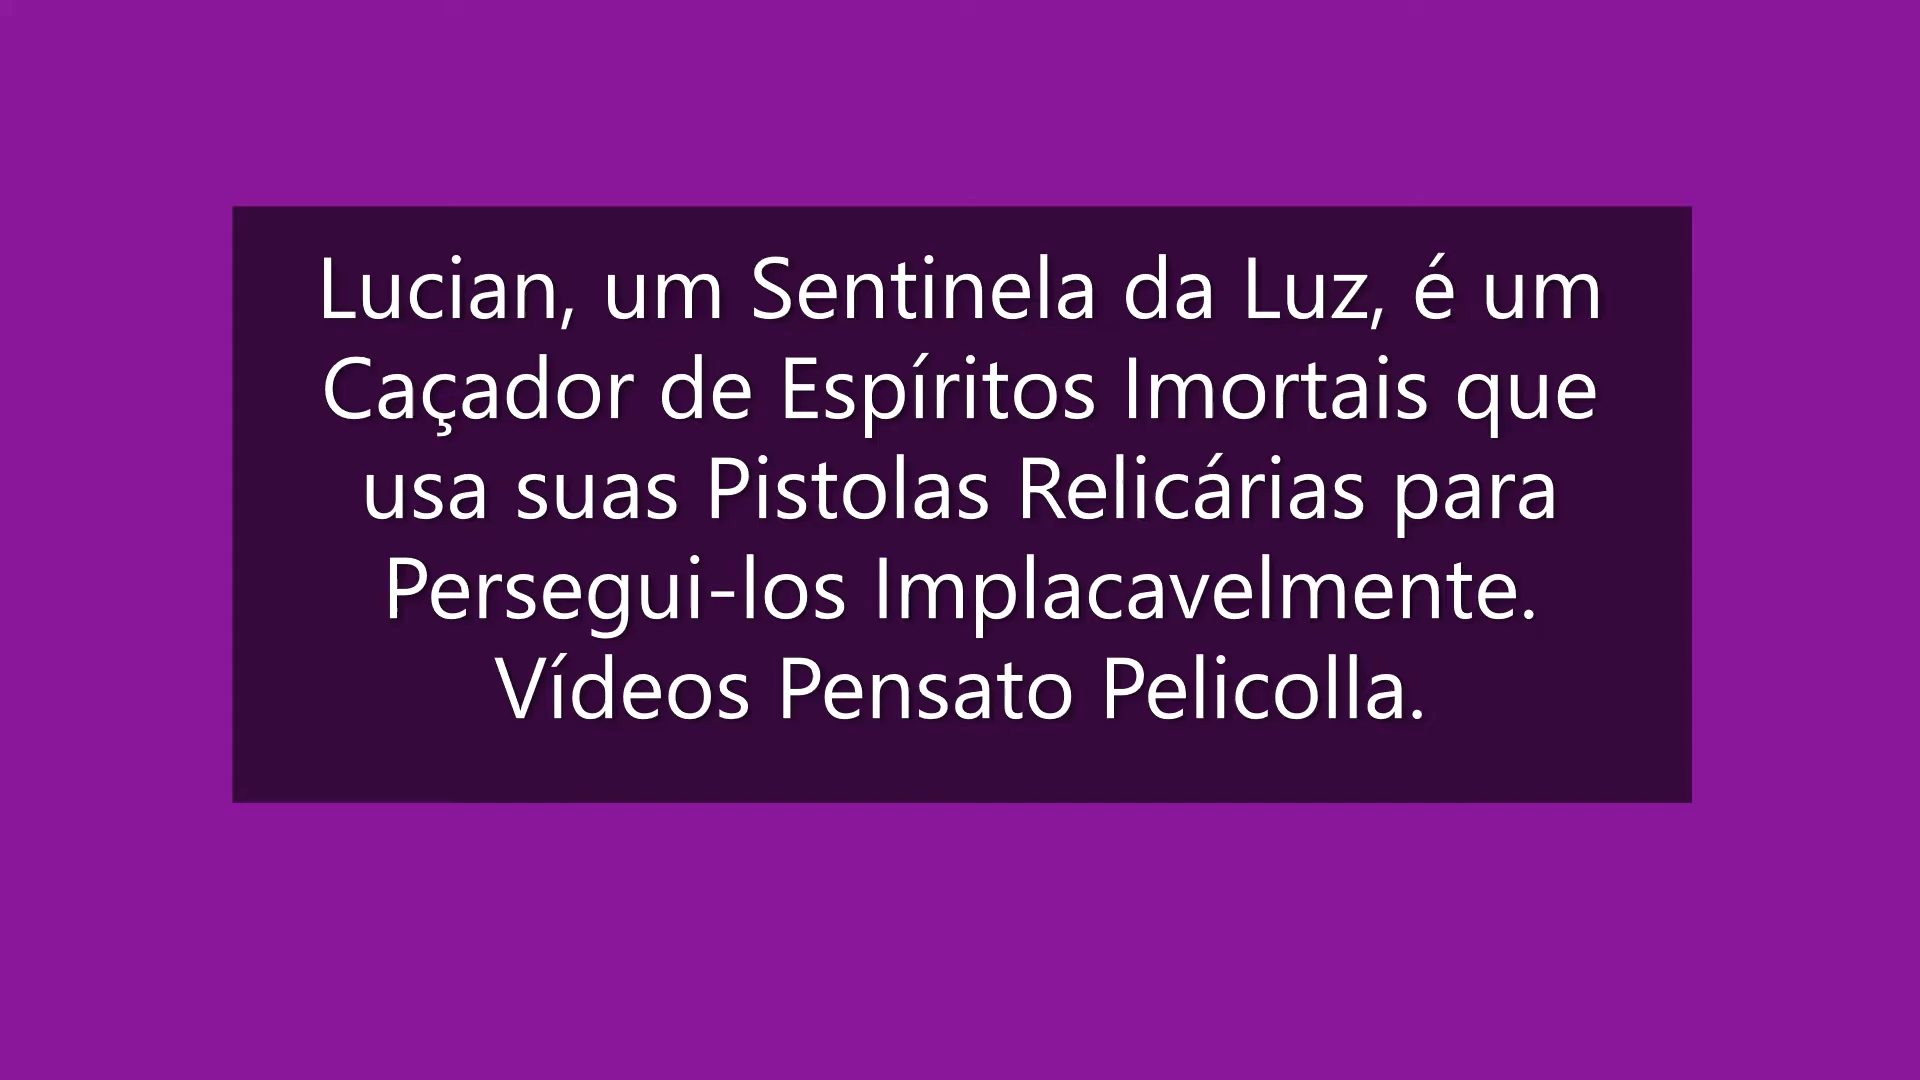 Lucian, um Sentinela da Luz, é um
Caçador de Espíritos Imortais que
usa suas Pistolas Relicárias para
Persegui-los Implacavelmente.
Vídeos Pensato Pelicolla.